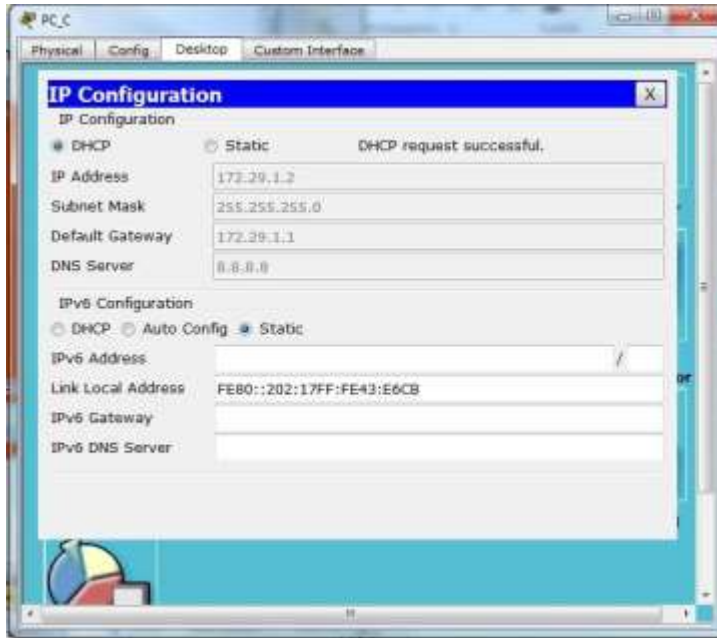 PC_C
Physical Config Desktop Custom Interface
IP Configuration X
IP Configuration
DHCP Static DHCP request successful.
IP Address 172.29.1.2
Subnet Mask 255.255.255.0
Default Gateway 172.29.1.1
DNS Server 8.8.8.8
IPv6 Configuration
DHCP Auto Config Static
IPv6 Address /
Link Local Address FE80::202:17FF:FE43:E6CB
IPv6 Gateway
IPv6 DNS Server
or